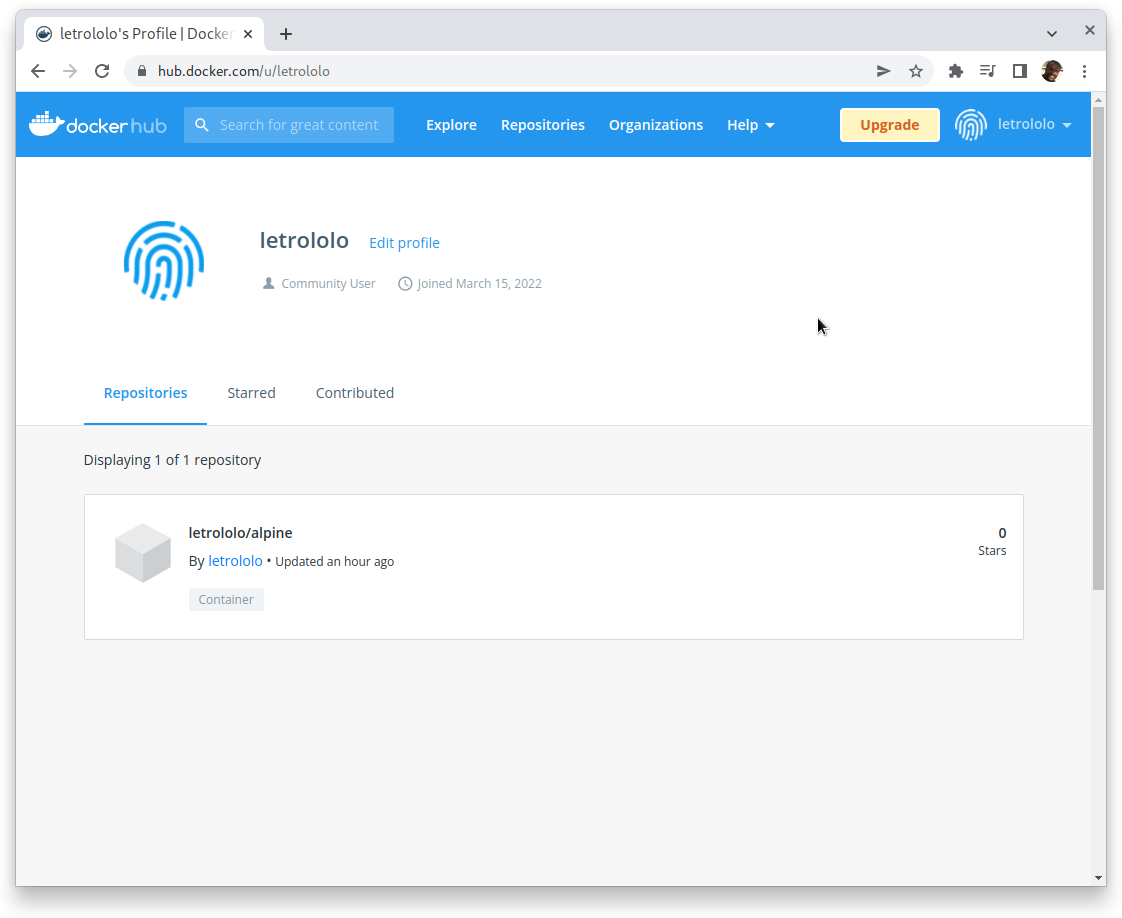 letrololo's Profile | Docker
hub.docker.com/u/letrololo
docker hub
Search for great content
Explore
Repositories
Organizations
Help
Upgrade
letrololo
letrololo
Edit profile
Community User
Joined March 15, 2022
Repositories
Starred
Contributed
Displaying 1 of 1 repository
letrololo/alpine
0
By letrololo • Updated an hour ago
Stars
Container